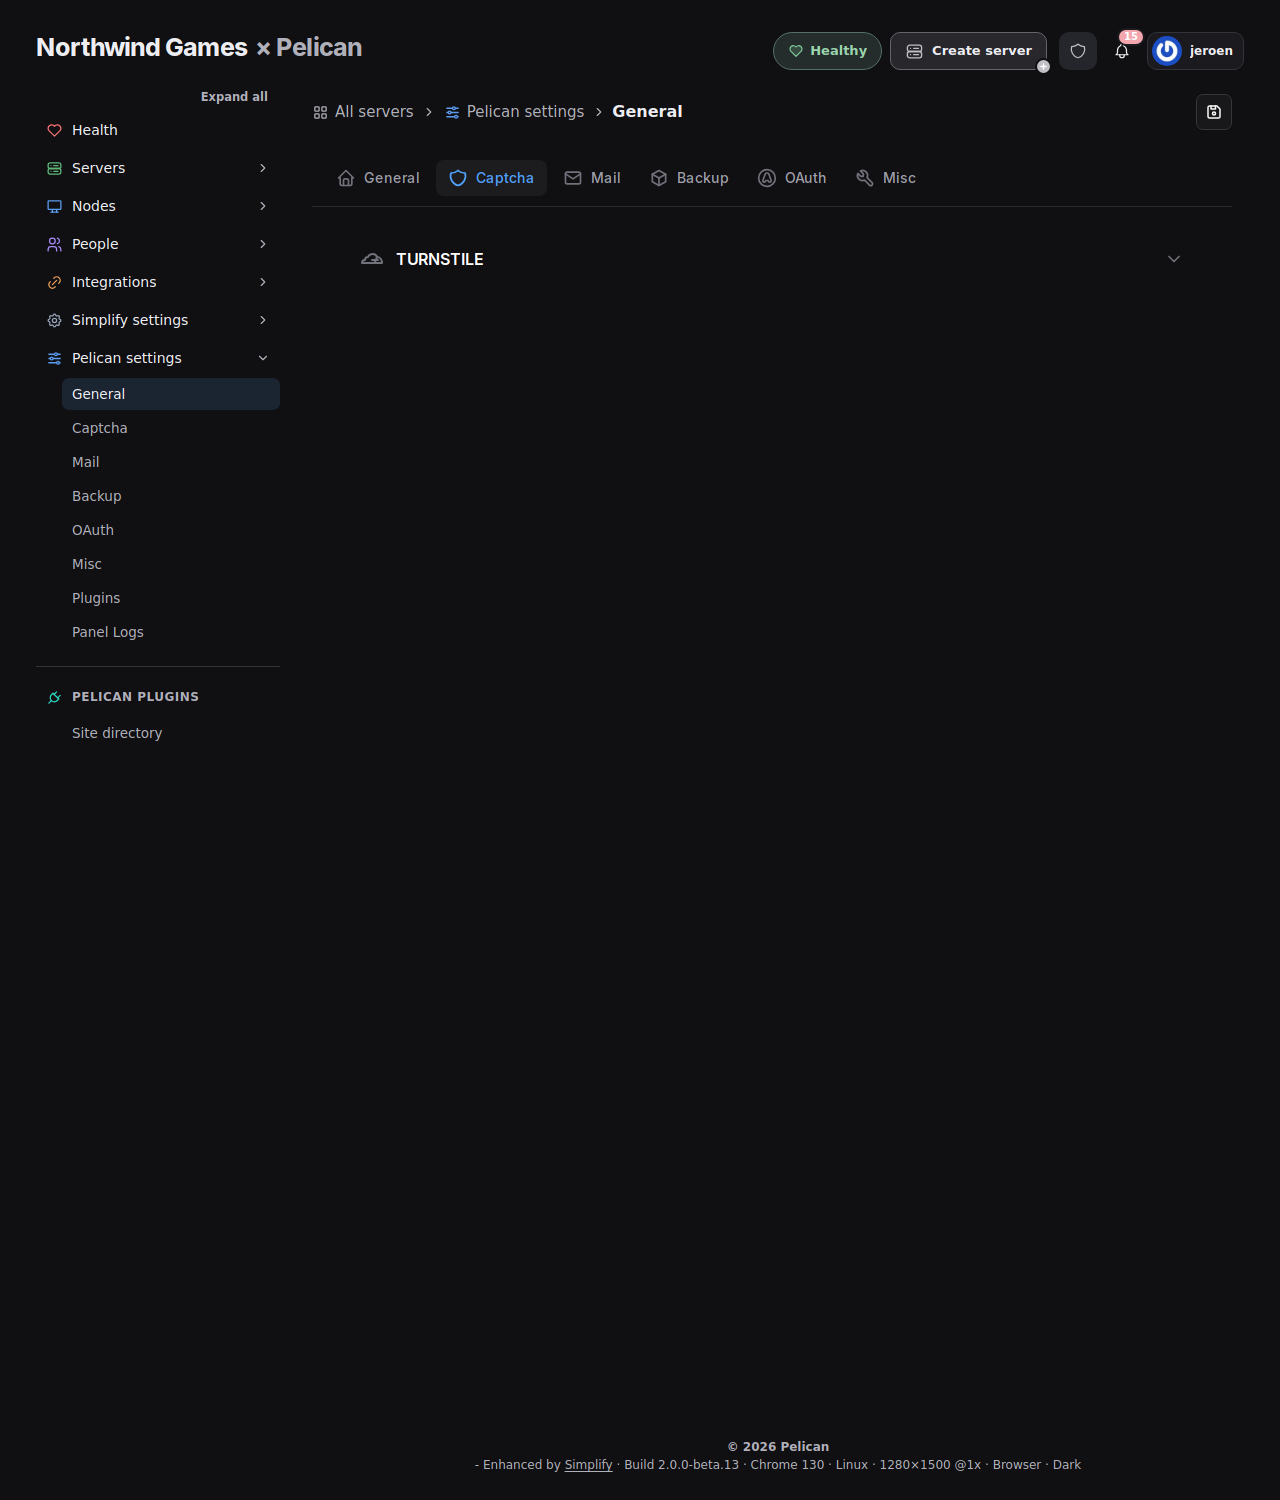 Northwind Games × Pelican
Healthy
Create server
15
jeroen
Expand all
Health
Servers
Nodes
People
Integrations
Simplify settings
Pelican settings
General
Captcha
Mail
Backup
OAuth
Misc
Plugins
Panel Logs
PELICAN PLUGINS
Site directory
All servers > Pelican settings > General
General Captcha Mail Backup OAuth Misc
TURNSTILE
© 2026 Pelican
- Enhanced by Simplify · Build 2.0.0-beta.13 · Chrome 130 · Linux · 1280×1500 @1x · Browser · Dark